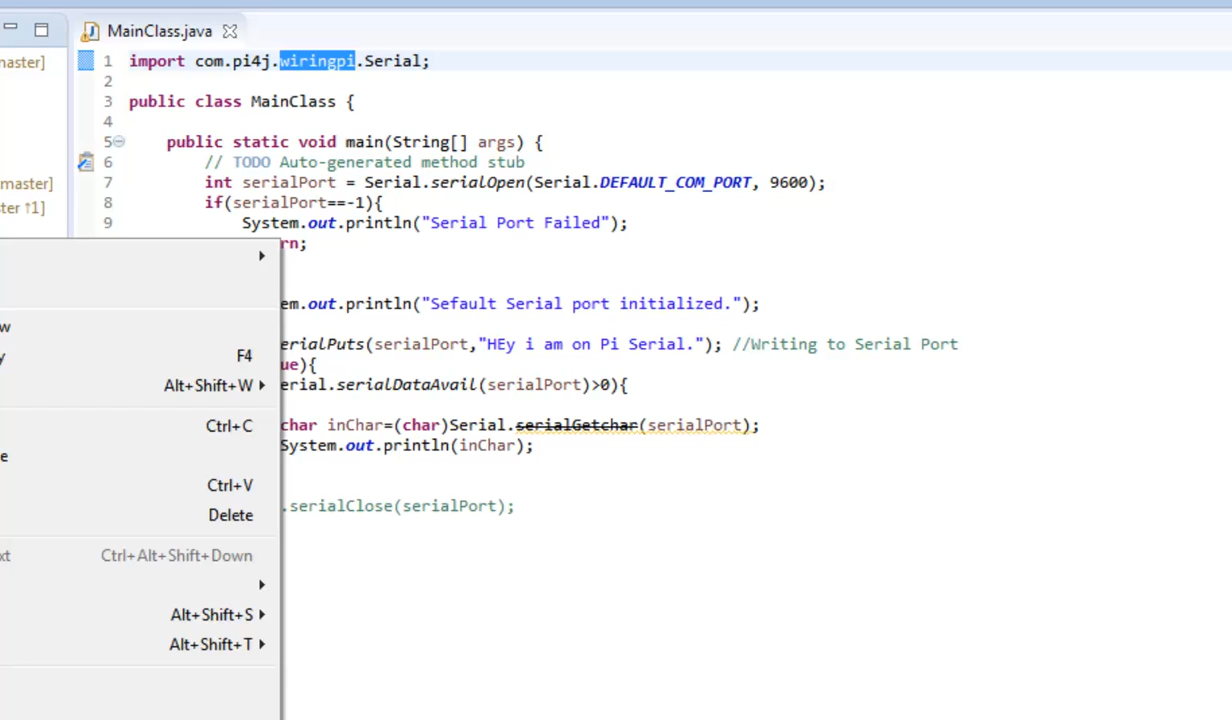 MainClass.java
master]
1 import com.pi4j.wiringpi.Serial;
2
3 public class MainClass {
4
5 public static void main(String[] args) {
6 // TODO Auto-generated method stub
master] 7 int serialPort = Serial.serialOpen(Serial.DEFAULT_COM_PORT, 9600);
ster ↑1] 8 if(serialPort==-1){
9 System.out.println("Serial Port Failed");
rn;
em.out.println("Sefault Serial port initialized.");
w
erialPuts(serialPort,"HEy i am on Pi Serial."); //Writing to Serial Port
y F4
ue){
Alt+Shift+W erial.serialDataAvail(serialPort)>0){
Ctrl+C char inChar=(char)Serial.serialGetchar(serialPort);
System.out.println(inChar);
e
Ctrl+V
.serialClose(serialPort);
Delete
xt Ctrl+Alt+Shift+Down
Alt+Shift+S
Alt+Shift+T